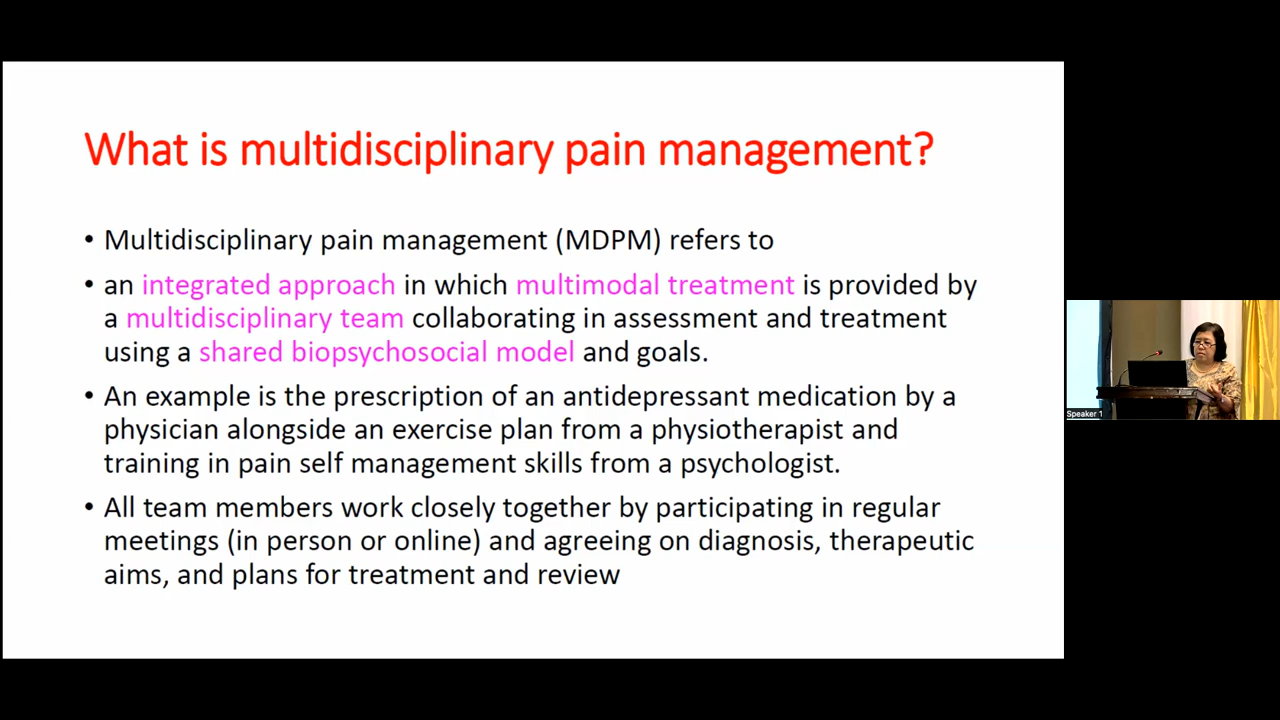 What is multidisciplinary pain management?
• Multidisciplinary pain management (MDPM) refers to
• an integrated approach in which multimodal treatment is provided by
a multidisciplinary team collaborating in assessment and treatment
using a shared biopsychosocial model and goals.
• An example is the prescription of an antidepressant medication by a
physician alongside an exercise plan from a physiotherapist and
training in pain self management skills from a psychologist.
• All team members work closely together by participating in regular
meetings (in person or online) and agreeing on diagnosis, therapeutic
aims, and plans for treatment and review
Speaker 1